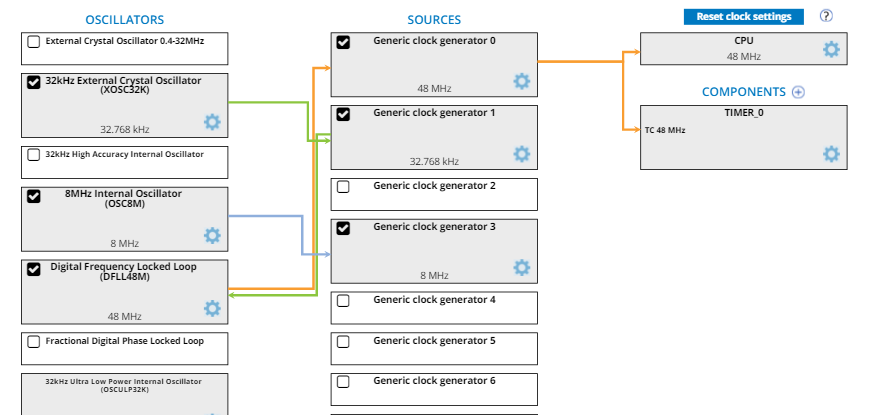 OSCILLATORS
External Crystal Oscillator 0.4-32MHz
32kHz External Crystal Oscillator
(XOSC32K)
32.768 kHz
32kHz High Accuracy Internal Oscillator
8MHz Internal Oscillator
(OSC8M)
8 MHz
Digital Frequency Locked Loop
(DFLL48M)
48 MHz
Fractional Digital Phase Locked Loop
32kHz Ultra Low Power Internal Oscillator
(OSCULP32K)
SOURCES
Generic clock generator 0
48 MHz
Generic clock generator 1
32.768 kHz
Generic clock generator 2
Generic clock generator 3
8 MHz
Generic clock generator 4
Generic clock generator 5
Generic clock generator 6
Reset clock settings
?
CPU
48 MHz
COMPONENTS
TIMER_0
TC 48 MHz